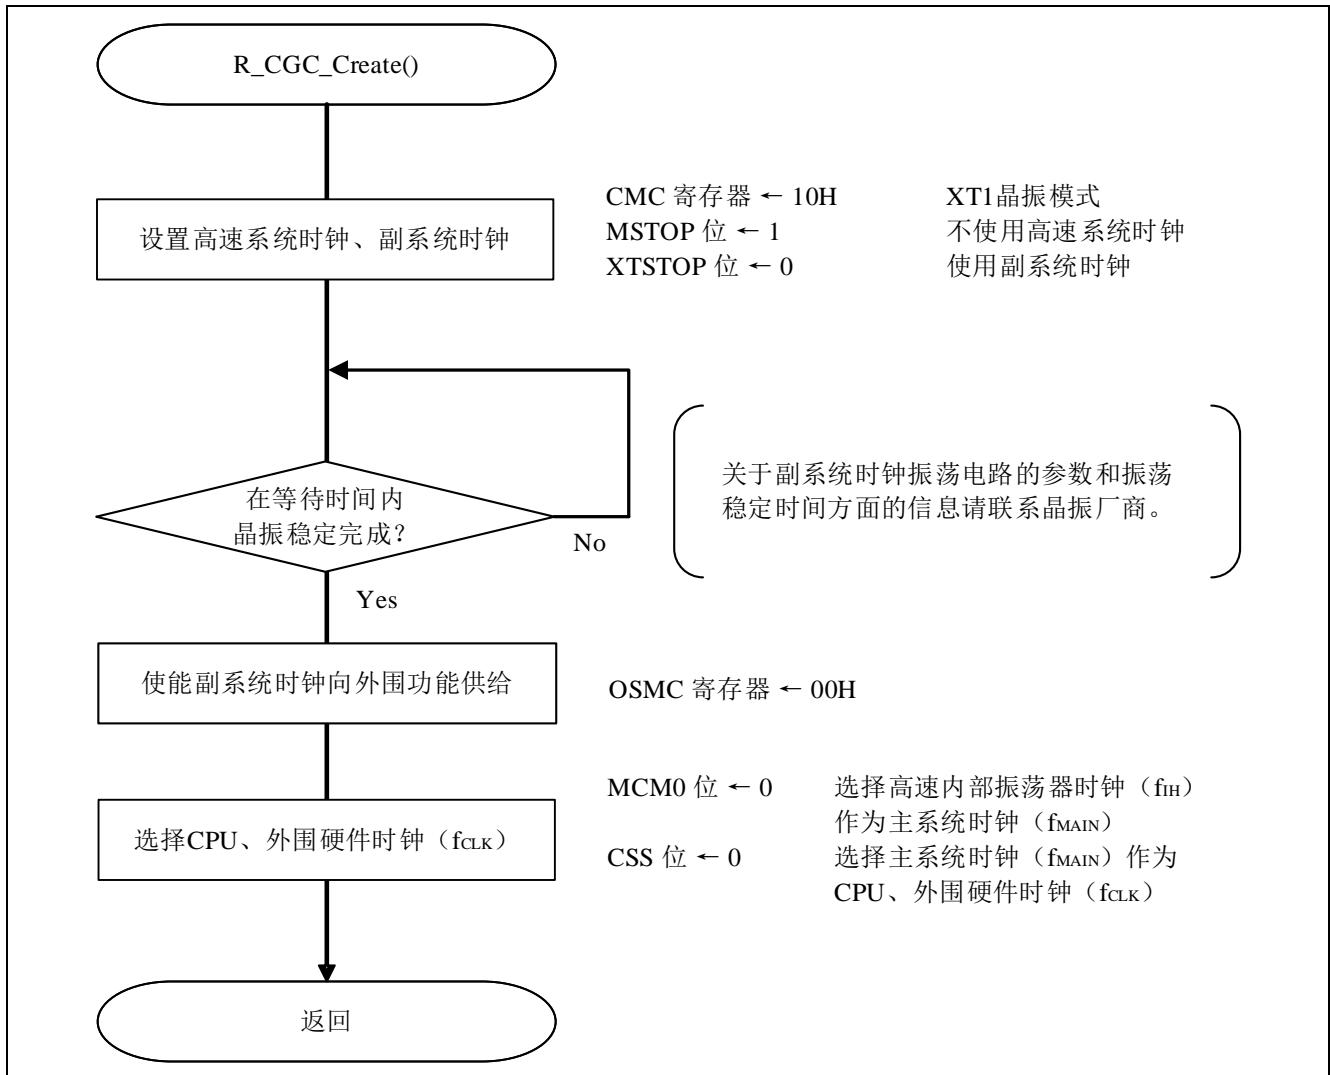 R_CGC_Create()
设置高速系统时钟、副系统时钟
CMC 寄存器 ← 10H XT1晶振模式
MSTOP 位 ← 1 不使用高速系统时钟
XTSTOP 位 ← 0 使用副系统时钟
在等待时间内
晶振稳定完成?
No
Yes
关于副系统时钟振荡电路的参数和振荡
稳定时间方面的信息请联系晶振厂商。
使能副系统时钟向外围功能供给
OSMC 寄存器 ← 00H
选择CPU、外围硬件时钟（fCLK）
MCM0 位 ← 0 选择高速内部振荡器时钟（fIH）
作为主系统时钟（fMAIN）
CSS 位 ← 0 选择主系统时钟（fMAIN）作为
CPU、外围硬件时钟（fCLK）
返回